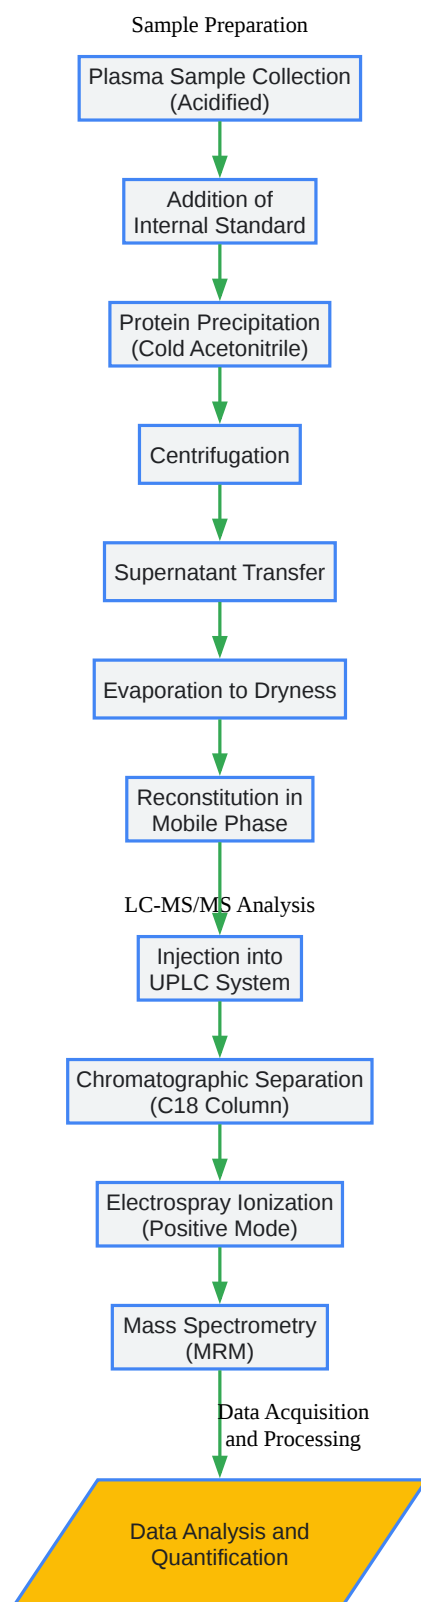 Sample Preparation
Plasma Sample Collection
(Acidified)
Addition of
Internal Standard
Protein Precipitation
(Cold Acetonitrile)
Centrifugation
Supernatant Transfer
Evaporation to Dryness
Reconstitution in
Mobile Phase
LC-MS/MS Analysis
Injection into
UPLC System
Chromatographic Separation
(C18 Column)
Electrospray Ionization
(Positive Mode)
Mass Spectrometry
(MRM)
Data Acquisition
and Processing
Data Analysis and
Quantification